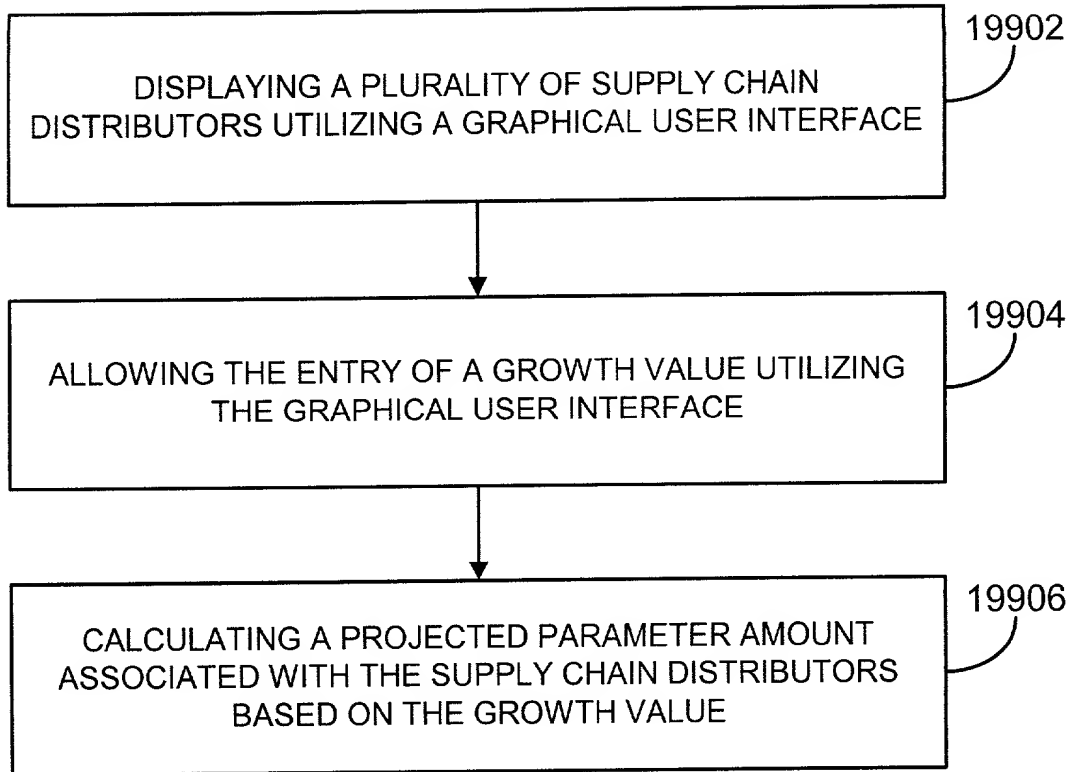 19902
DISPLAYING A PLURALITY OF SUPPLY CHAIN
DISTRIBUTORS UTILIZING A GRAPHICAL USER INTERFACE
19904
ALLOWING THE ENTRY OF A GROWTH VALUE UTILIZING
THE GRAPHICAL USER INTERFACE
19906
CALCULATING A PROJECTED PARAMETER AMOUNT
ASSOCIATED WITH THE SUPPLY CHAIN DISTRIBUTORS
BASED ON THE GROWTH VALUE